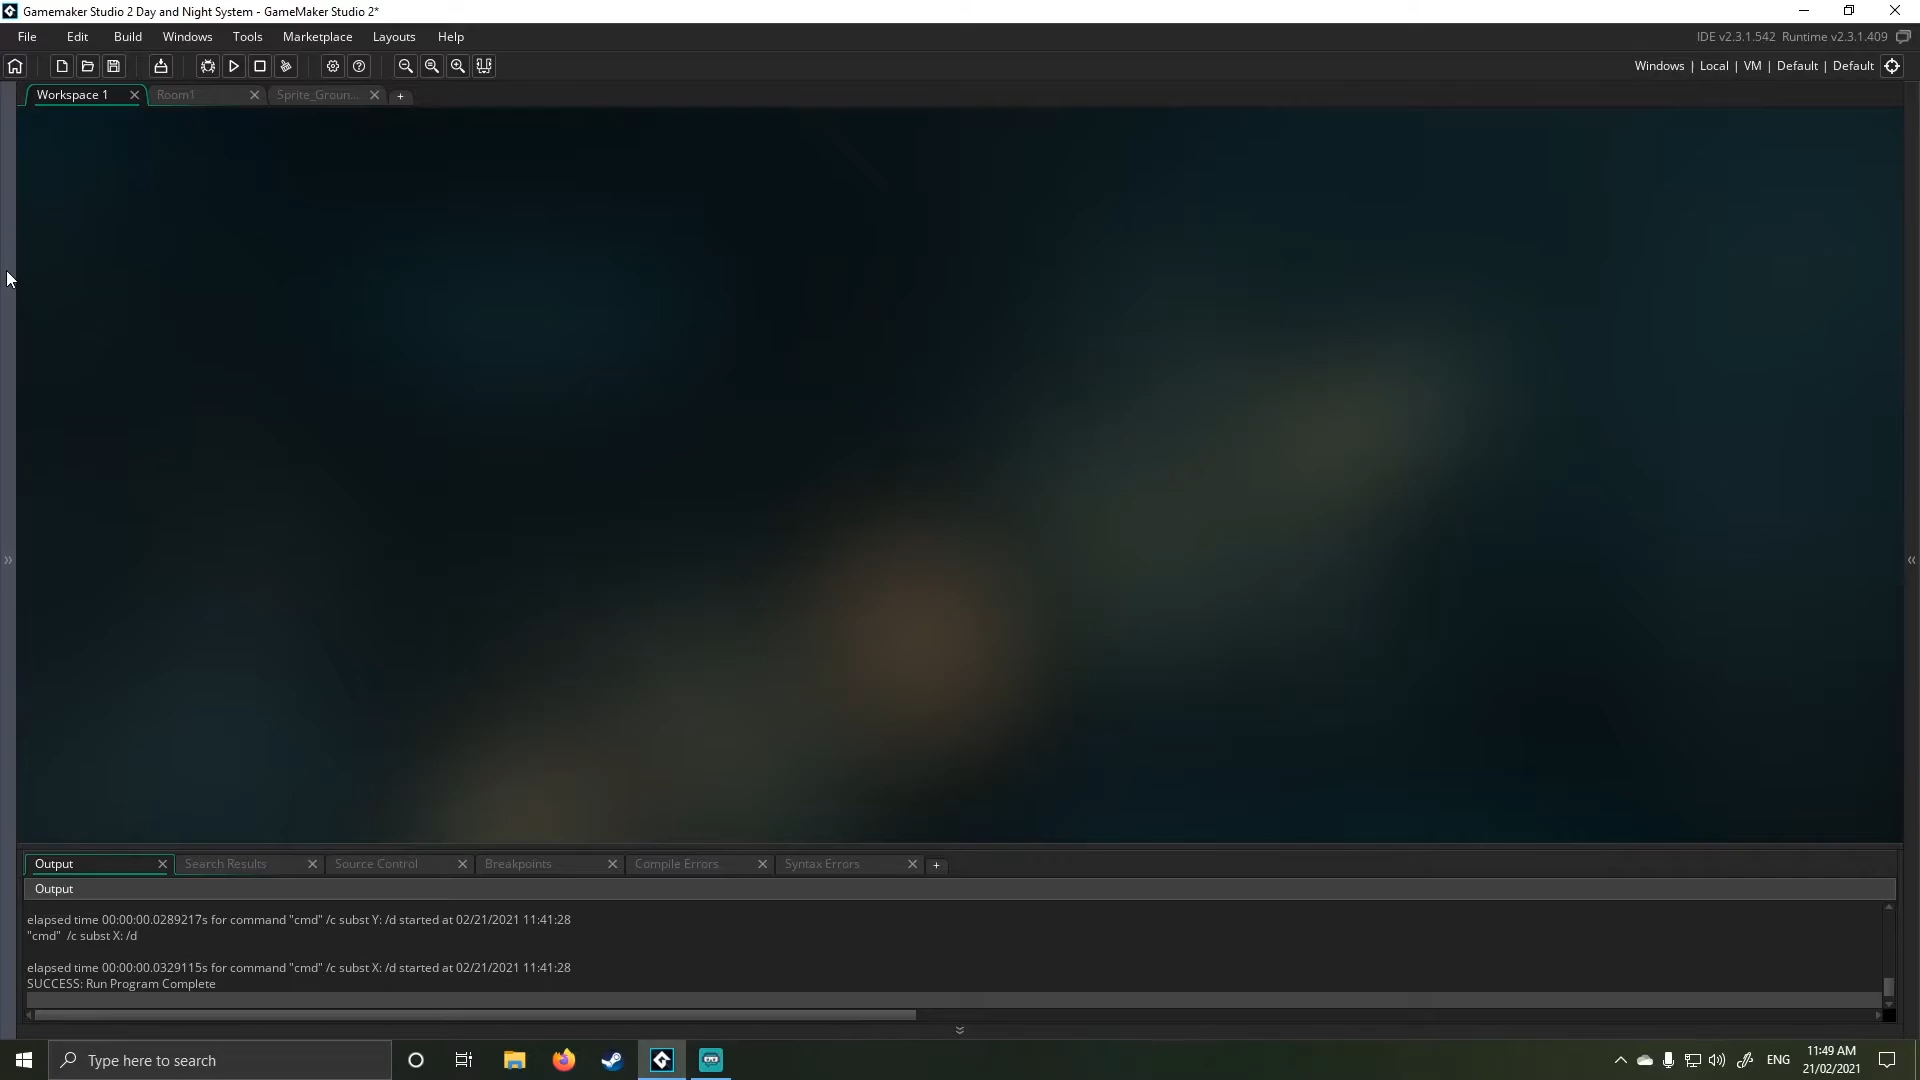 Gamemaker Studio 2 Day and Night System - GameMaker Studio 2*
File Edit Build Windows Tools Marketplace Layouts Help
IDE v2.3.1.542 Runtime v2.3.1.409
Windows | Local | VM | Default | Default
Workspace 1 Room1 Sprite_Groun...
Output Search Results Source Control Breakpoints Compile Errors Syntax Errors
Output
elapsed time 00:00:00.0289217s for command "cmd" /c subst Y: /d started at 02/21/2021 11:41:28
"cmd" /c subst X: /d
elapsed time 00:00:00.0329115s for command "cmd" /c subst X: /d started at 02/21/2021 11:41:28
SUCCESS: Run Program Complete
Type here to search
ENG
11:49 AM
21/02/2021